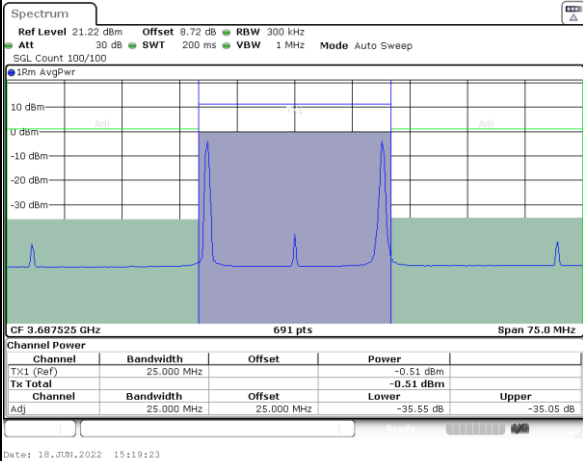 Spectrum
Ref Level 21.22 dBm Offset 8.72 dB RBW 300 kHz
Att 30 dB SWT 200 ms VBW 1 MHz Mode Auto Sweep
SGL Count 100/100
1Rm AvgPwr
10 dBm
Adj Adj
0 dBm
-10 dBm
-20 dBm
-30 dBm
CF 3.687525 GHz 691 pts Span 75.0 MHz
Channel Power
Channel Bandwidth Offset Power
TX1 (Ref) 25.000 MHz -0.51 dBm
Tx Total -0.51 dBm
Channel Bandwidth Offset Lower Upper
Adj 25.000 MHz 25.000 MHz -35.55 dB -35.05 dB
Ready
Date: 18.JUN.2022 15:19:23